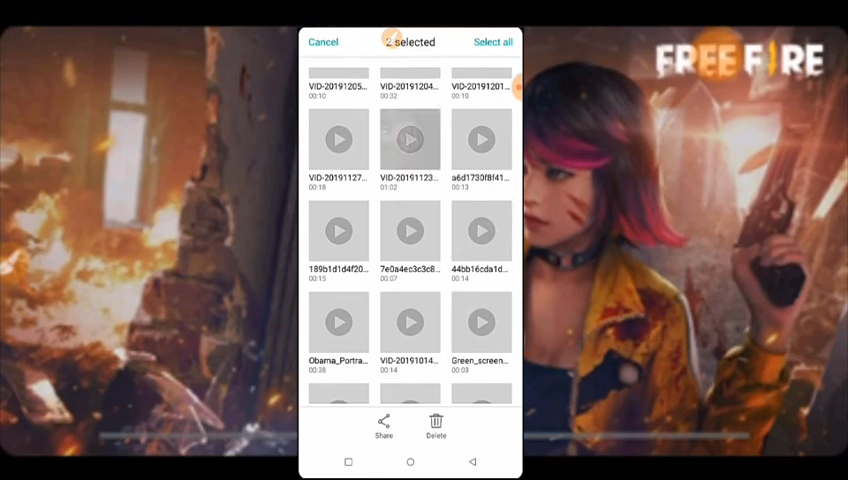 FREE FIRE
Cancel 2 selected Select all
VID-20191205... VID-20191204... VID-20191201...
00:10 00:32 00:10
VID-20191127... VID-20191123... a6d1730f8f41...
00:18 01:02 00:13
189b1d1d4f20... 7e0a4ec3c3c8... 44bb16cda1d...
00:15 00:07 00:14
Obama_Portra... VID-20191014... Green_screen...
00:38 00:14 00:03
Share Delete